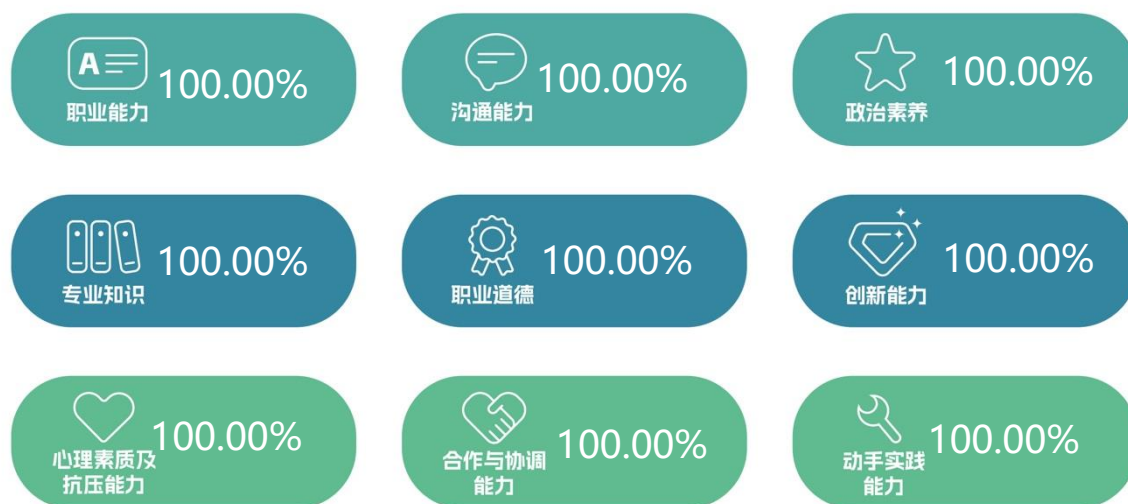 A
100.00%
职业能力
100.00%
沟通能力
100.00%
政治素养
100.00%
专业知识
100.00%
职业道德
100.00%
创新能力
100.00%
心理素质及
抗压能力
100.00%
合作与协调
能力
100.00%
动手实践
能力